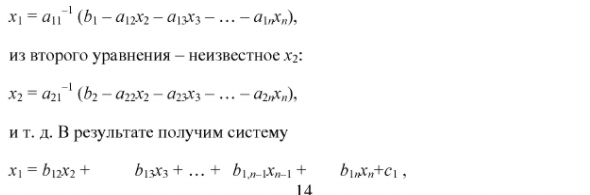 x₁ = a₁₁⁻¹ (b₁ – a₁₂x₂ – a₁₃x₃ – … – a₁ₙxₙ),
из второго уравнения – неизвестное x₂:
x₂ = a₂₁⁻¹ (b₂ – a₂₂x₂ – a₂₃x₃ – … – a₂ₙxₙ),
и т. д. В результате получим систему
x₁ = b₁₂x₂ + b₁₃x₃ + … + b₁,ₙ₋₁xₙ₋₁ + b₁ₙxₙ+c₁ ,
14